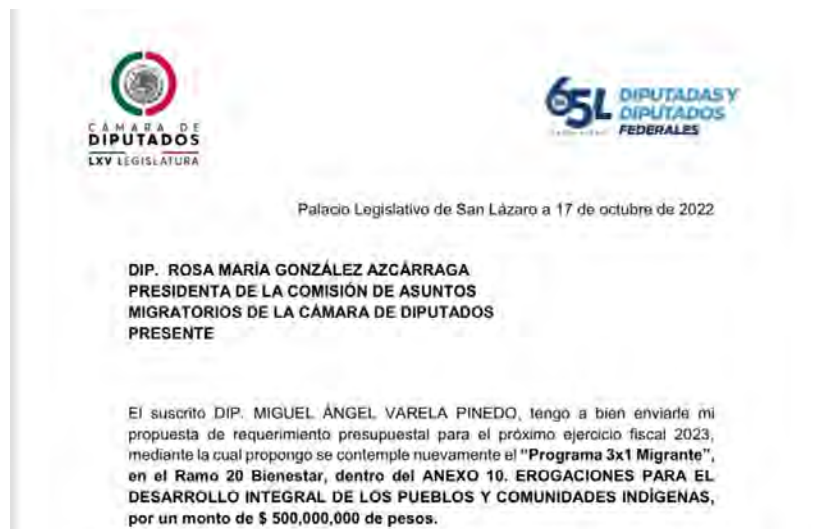 CÁMARA DE
DIPUTADOS
LXV LEGISLATURA
65L DIPUTADAS Y
DIPUTADOS
FEDERALES
Palacio Legislativo de San Lázaro a 17 de octubre de 2022
DIP. ROSA MARÍA GONZÁLEZ AZCÁRRAGA
PRESIDENTA DE LA COMISIÓN DE ASUNTOS
MIGRATORIOS DE LA CÁMARA DE DIPUTADOS
PRESENTE
El suscrito DIP. MIGUEL ÁNGEL VARELA PINEDO, tengo a bien enviarle mi
propuesta de requerimiento presupuestal para el próximo ejercicio fiscal 2023,
mediante la cual propongo se contemple nuevamente el "Programa 3x1 Migrante",
en el Ramo 20 Bienestar, dentro del ANEXO 10. EROGACIONES PARA EL
DESARROLLO INTEGRAL DE LOS PUEBLOS Y COMUNIDADES INDÍGENAS,
por un monto de $ 500,000,000 de pesos.